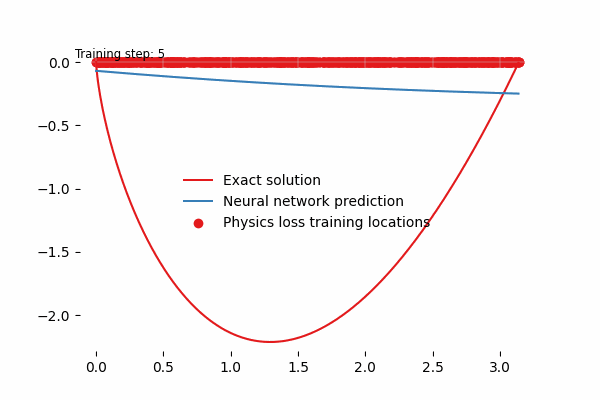 Training step: 5
0.0
−0.5
−1.0
−1.5
−2.0
Exact solution
Neural network prediction
Physics loss training locations
0.0 0.5 1.0 1.5 2.0 2.5 3.0